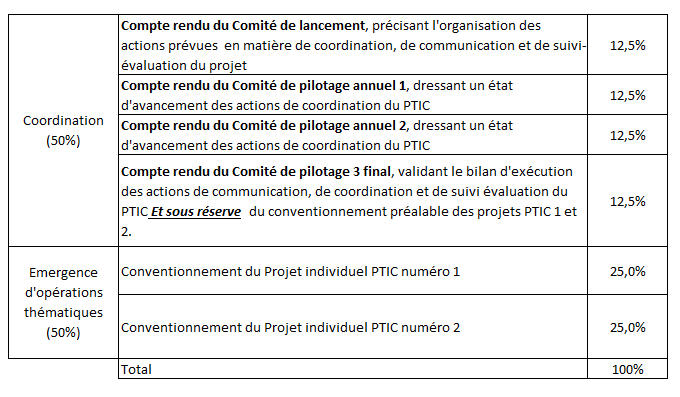 Compte rendu du Comité de lancement, précisant l'organisation des
actions prévues en matière de coordination, de communication et de suivi-
évaluation du projet
12,5%
Compte rendu du Comité de pilotage annuel 1, dressant un état
d'avancement des actions de coordination du PTIC
12,5%
Coordination
(50%)
Compte rendu du Comité de pilotage annuel 2, dressant un état
d'avancement des actions de coordination du PTIC
12,5%
Compte rendu du Comité de pilotage 3 final, validant le bilan d'exécution
des actions de communication, de coordination et de suivi évaluation du
PTIC Et sous réserve du conventionnement préalable des projets PTIC 1 et
2.
12,5%
Emergence
d'opérations
thématiques
(50%)
Conventionnement du Projet individuel PTIC numéro 1
25,0%
Conventionnement du Projet individuel PTIC numéro 2
25,0%
Total
100%